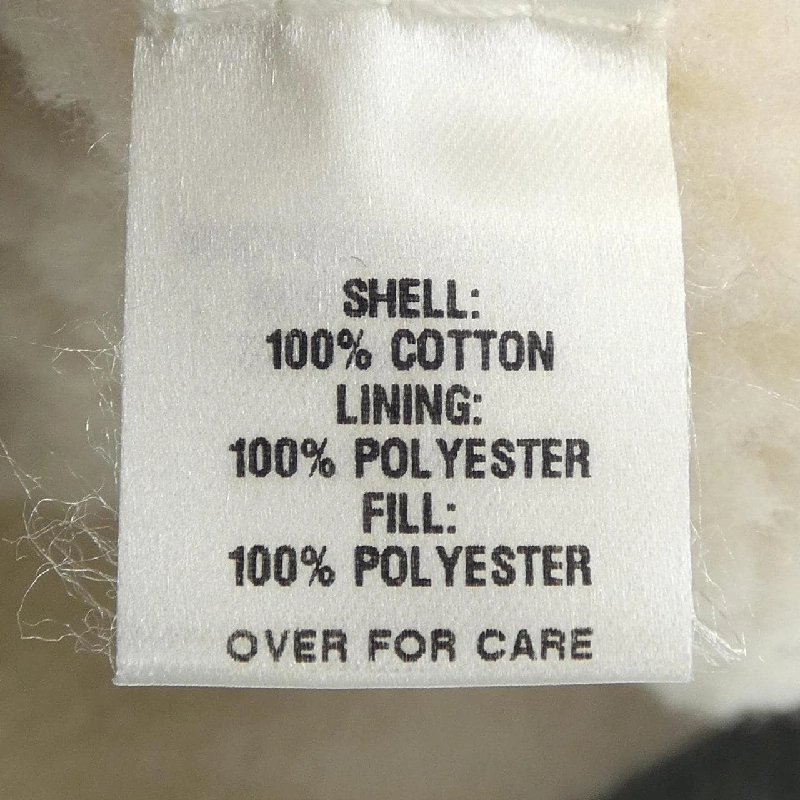 SHELL:
100% COTTON
LINING:
100% POLYESTER
FILL:
100% POLYESTER
OVER FOR CARE